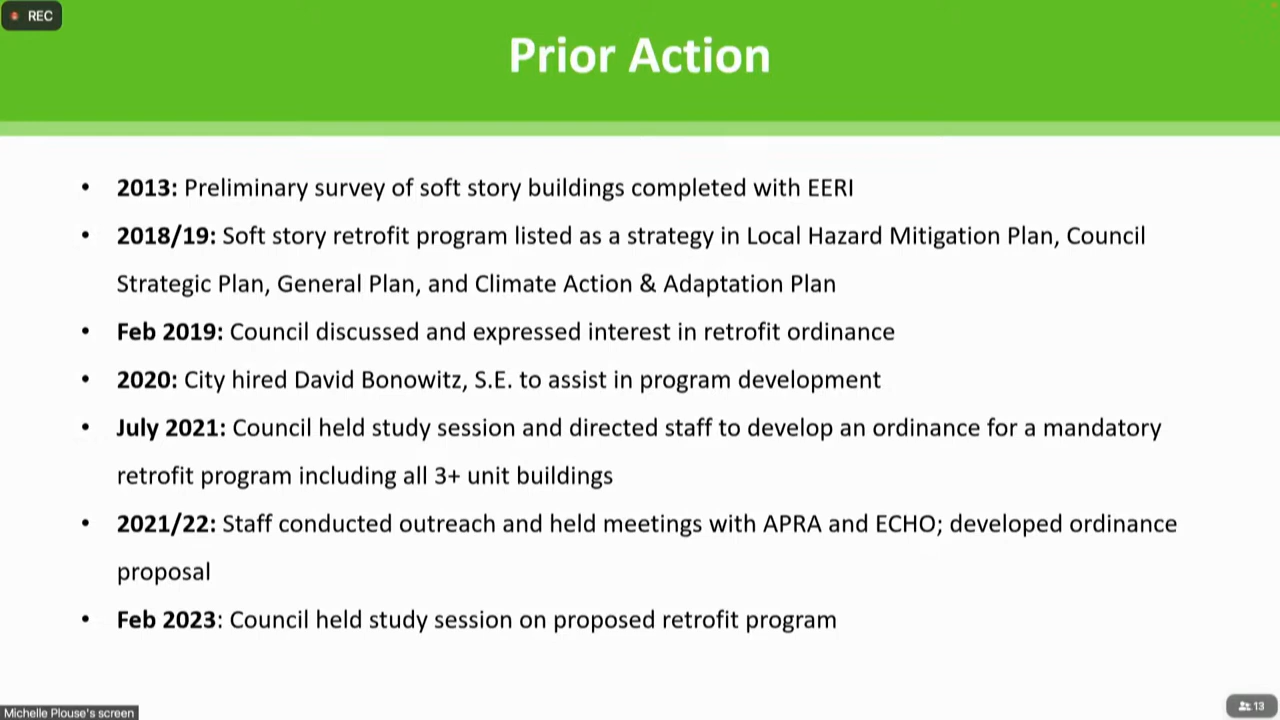 REC
Prior Action
• 2013: Preliminary survey of soft story buildings completed with EERI
• 2018/19: Soft story retrofit program listed as a strategy in Local Hazard Mitigation Plan, Council
Strategic Plan, General Plan, and Climate Action & Adaptation Plan
• Feb 2019: Council discussed and expressed interest in retrofit ordinance
• 2020: City hired David Bonowitz, S.E. to assist in program development
• July 2021: Council held study session and directed staff to develop an ordinance for a mandatory
retrofit program including all 3+ unit buildings
• 2021/22: Staff conducted outreach and held meetings with APRA and ECHO; developed ordinance
proposal
• Feb 2023: Council held study session on proposed retrofit program
Michelle Plouse's screen
13